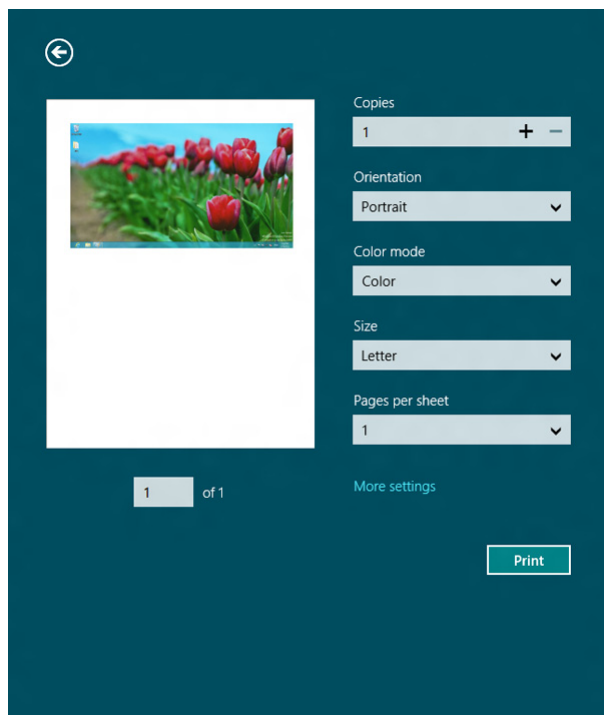 Copies
1
Orientation
Portrait
Color mode
Color
Size
Letter
Pages per sheet
1
1 of 1
More settings
Print